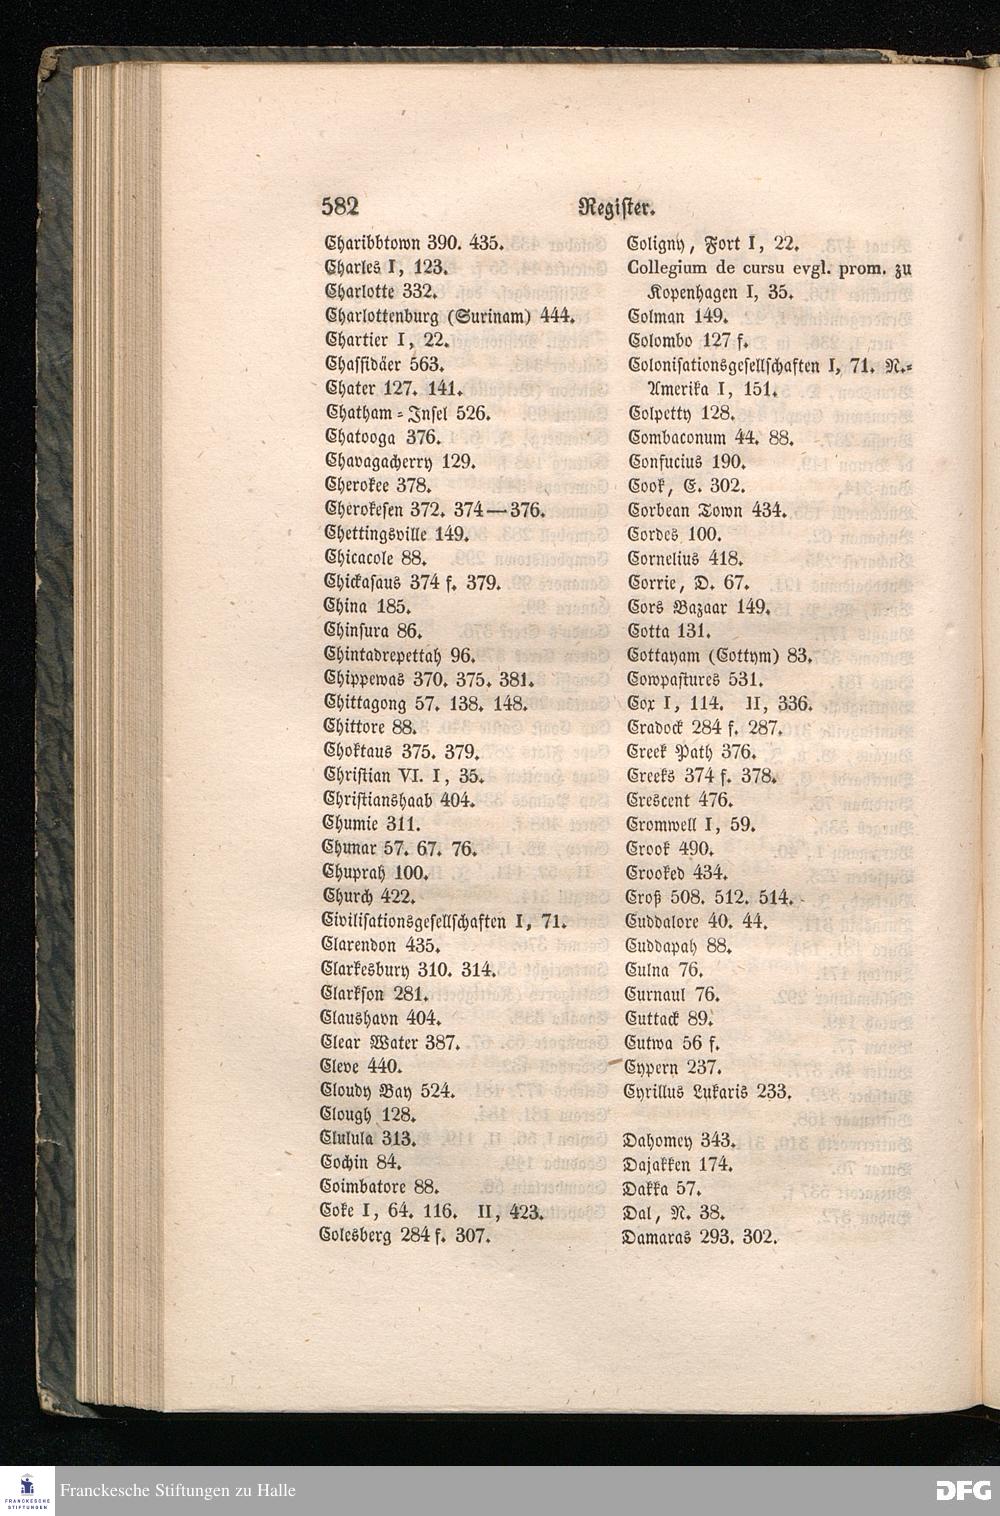 582 Register.
Charibbtown 390. 435.
Charles I, 123.
Charlotte 332.
Charlottenburg (Surinam) 444.
Chartier I, 22.
Chassidäer 563.
Chater 127. 141.
Chatham-Insel 526.
Chatooga 376.
Chavagacherry 129.
Cherokee 378.
Cherokesen 372. 374—376.
Chettingsville 149.
Chicacole 88.
Chickasaus 374 f. 379.
China 185.
Chinsura 86.
Chintadrepettah 96.
Chippewas 370. 375. 381.
Chittagong 57. 138. 148.
Chittore 88.
Choktaus 375. 379.
Christian VI. I, 35.
Christianshaab 404.
Chumie 311.
Chunar 57. 67. 76.
Chuprah 100.
Church 422.
Civilisationsgesellschaften I, 71.
Clarendon 435.
Clarkesbury 310. 314.
Clarkson 281.
Claushavn 404.
Clear Water 387.
Cleve 440.
Cloudy Bay 524.
Clough 128.
Clulula 313.
Cochin 84.
Coimbatore 88.
Coke I, 64. 116. II, 423.
Colesberg 284 f. 307.
Coligny, Fort I, 22.
Collegium de cursu evgl. prom. zu
Kopenhagen I, 35.
Colman 149.
Colombo 127 f.
Colonisationsgesellschaften I, 71. N.-
Amerika I, 151.
Colpetty 128.
Combaconum 44. 88.
Confucius 190.
Cook, E. 302.
Corbean Town 434.
Cordes 100.
Cornelius 418.
Corrie, D. 67.
Cors Bazaar 149.
Cotta 131.
Cottayam (Cottym) 83.
Cowpastures 531.
Cox I, 114. II, 336.
Cradock 284 f. 287.
Creek Path 376.
Creeks 374 f. 378.
Crescent 476.
Cromwell I, 59.
Crook 490.
Crooked 434.
Croß 508. 512. 514.
Cuddalore 40. 44.
Cuddapah 88.
Culna 76.
Curnaul 76.
Cuttack 89.
Cutwa 56 f.
Cypern 237.
Cyrillus Lukaris 233.
Dahomey 343.
Dajakken 174.
Dakka 57.
Dal, N. 38.
Damaras 293. 302.
FRANCKESCHE
STIFTUNGEN
Franckesche Stiftungen zu Halle
DFG